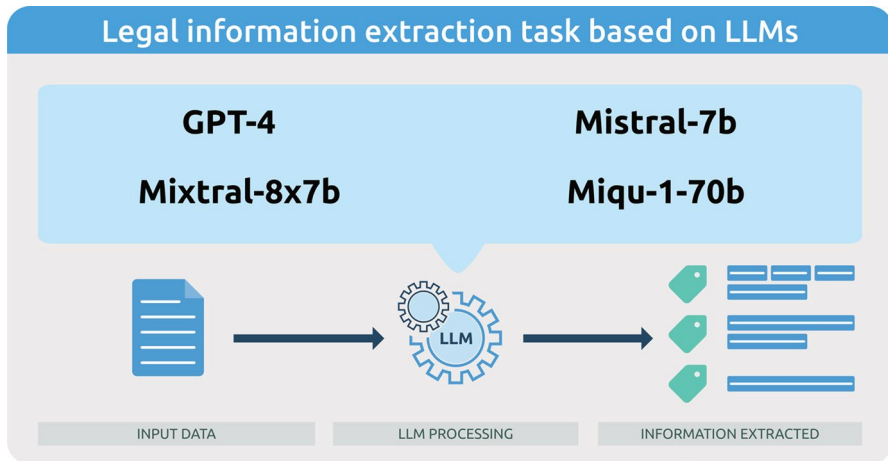 Legal information extraction task based on LLMs
GPT-4
Mistral-7b
Mixtral-8x7b
Miqu-1-70b
LLM
INPUT DATA
LLM PROCESSING
INFORMATION EXTRACTED